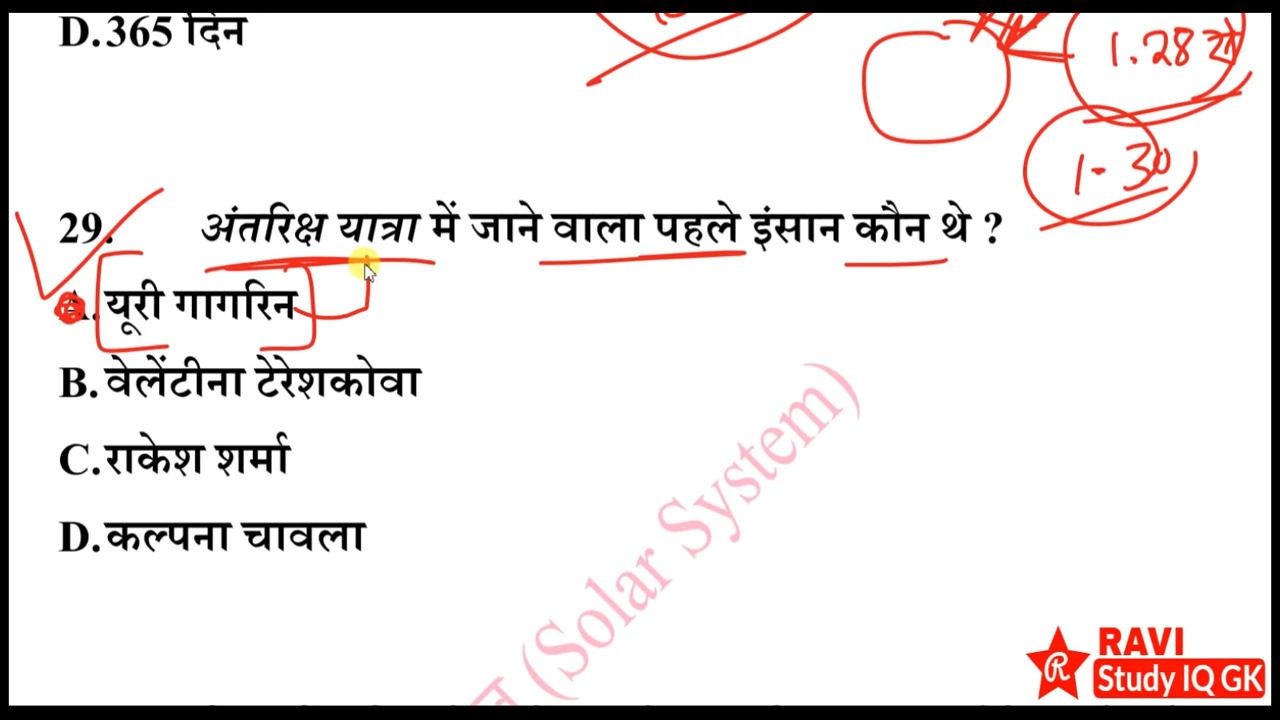 D. 365 दिन
1.28 से
1-30
29. अंतरिक्ष यात्रा में जाने वाला पहले इंसान कौन थे ?
A. यूरी गागरिन
B. वेलेंटीना टेरेशकोवा
C. राकेश शर्मा
D. कल्पना चावला
(Solar System)
RAVI
R
Study IQ GK